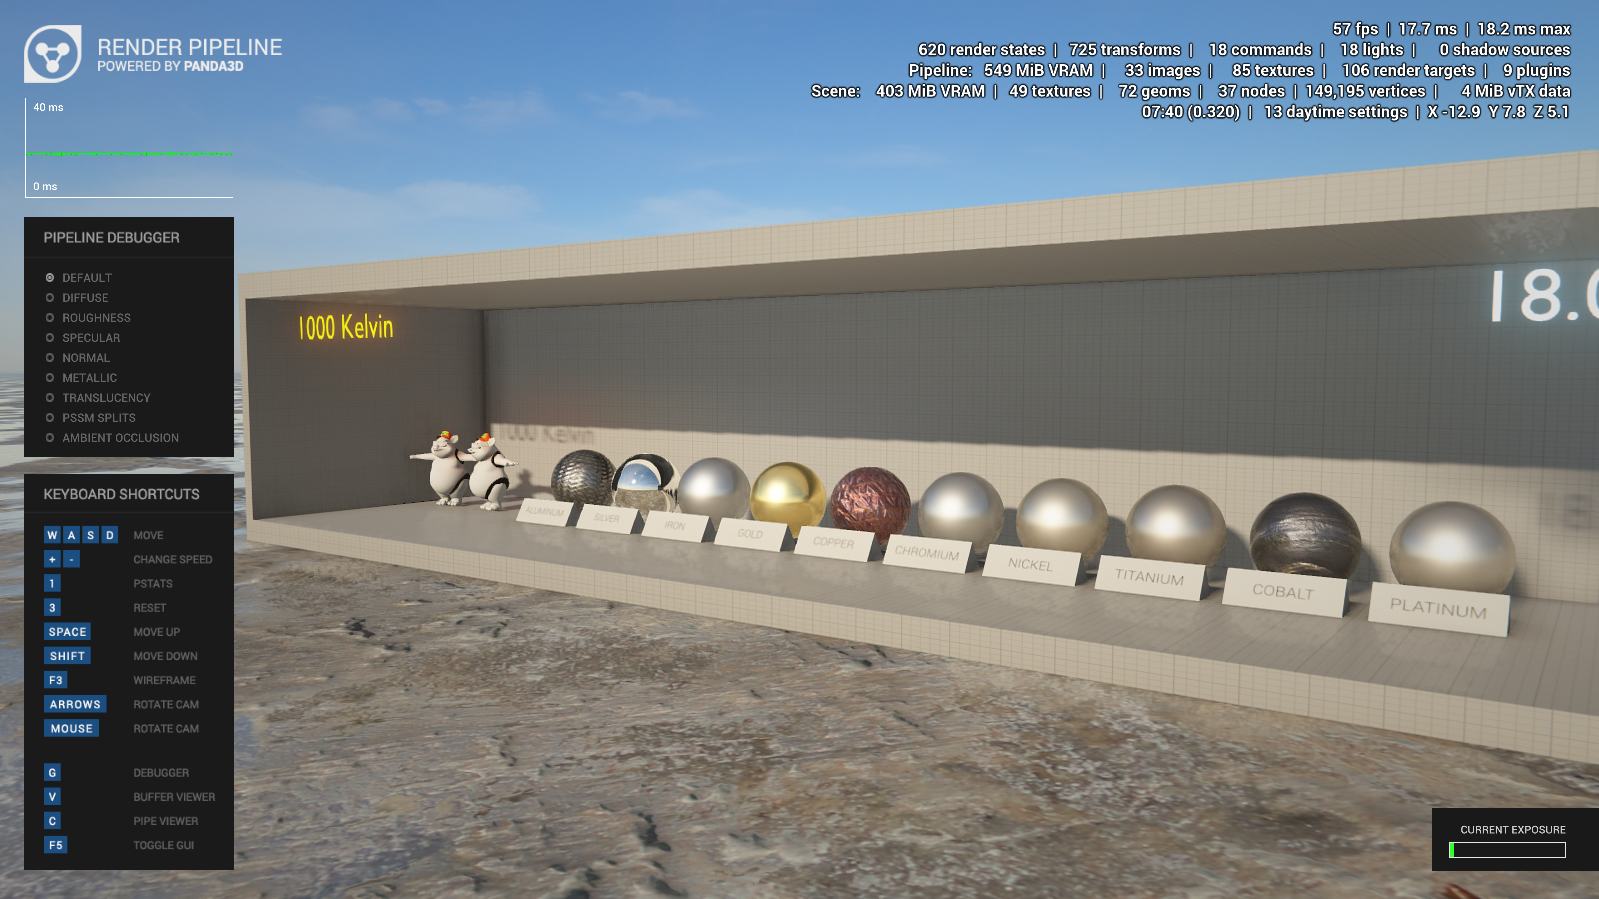 RENDER PIPELINE
POWERED BY PANDA3D
57 fps | 17.7 ms | 18.2 ms max
620 render states | 725 transforms | 18 commands | 18 lights | 0 shadow sources
Pipeline: 549 MiB VRAM | 33 images | 85 textures | 106 render targets | 9 plugins
Scene: 403 MiB VRAM | 49 textures | 72 geoms | 37 nodes | 149,195 vertices | 4 MiB vTX data
07:40 (0.320) | 13 daytime settings | X -12.9 Y 7.8 Z 5.1
40 ms
0 ms
PIPELINE DEBUGGER
DEFAULT
DIFFUSE
ROUGHNESS
SPECULAR
NORMAL
METALLIC
TRANSLUCENCY
PSSM SPLITS
AMBIENT OCCLUSION
KEYBOARD SHORTCUTS
W A S D MOVE
+ - CHANGE SPEED
1 PSTATS
3 RESET
SPACE MOVE UP
SHIFT MOVE DOWN
F3 WIREFRAME
ARROWS ROTATE CAM
MOUSE ROTATE CAM
G DEBUGGER
V BUFFER VIEWER
C PIPE VIEWER
F5 TOGGLE GUI
1000 Kelvin
18.0
1000 Kelvin
ALUMINUM
SILVER
IRON
GOLD
COPPER
CHROMIUM
NICKEL
TITANIUM
COBALT
PLATINUM
CURRENT EXPOSURE